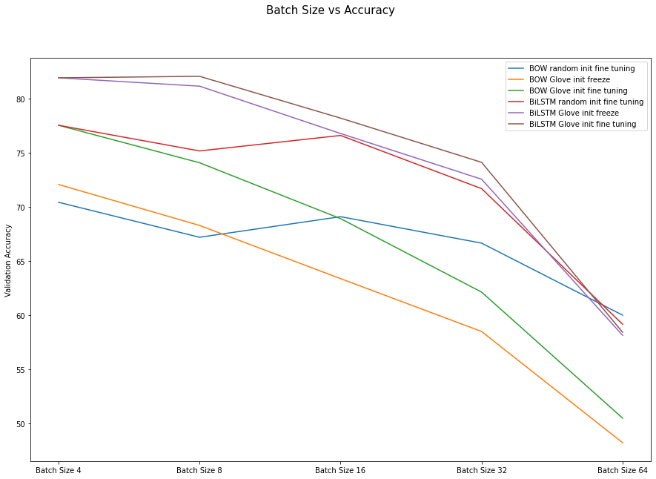 Batch Size vs Accuracy
BOW random init fine tuning
BOW Glove init freeze
BOW Glove init fine tuning
BiLSTM random init fine tuning
BiLSTM Glove init freeze
BiLSTM Glove init fine tuning
Validation Accuracy
80
75
70
65
60
55
50
Batch Size 4
Batch Size 8
Batch Size 16
Batch Size 32
Batch Size 64